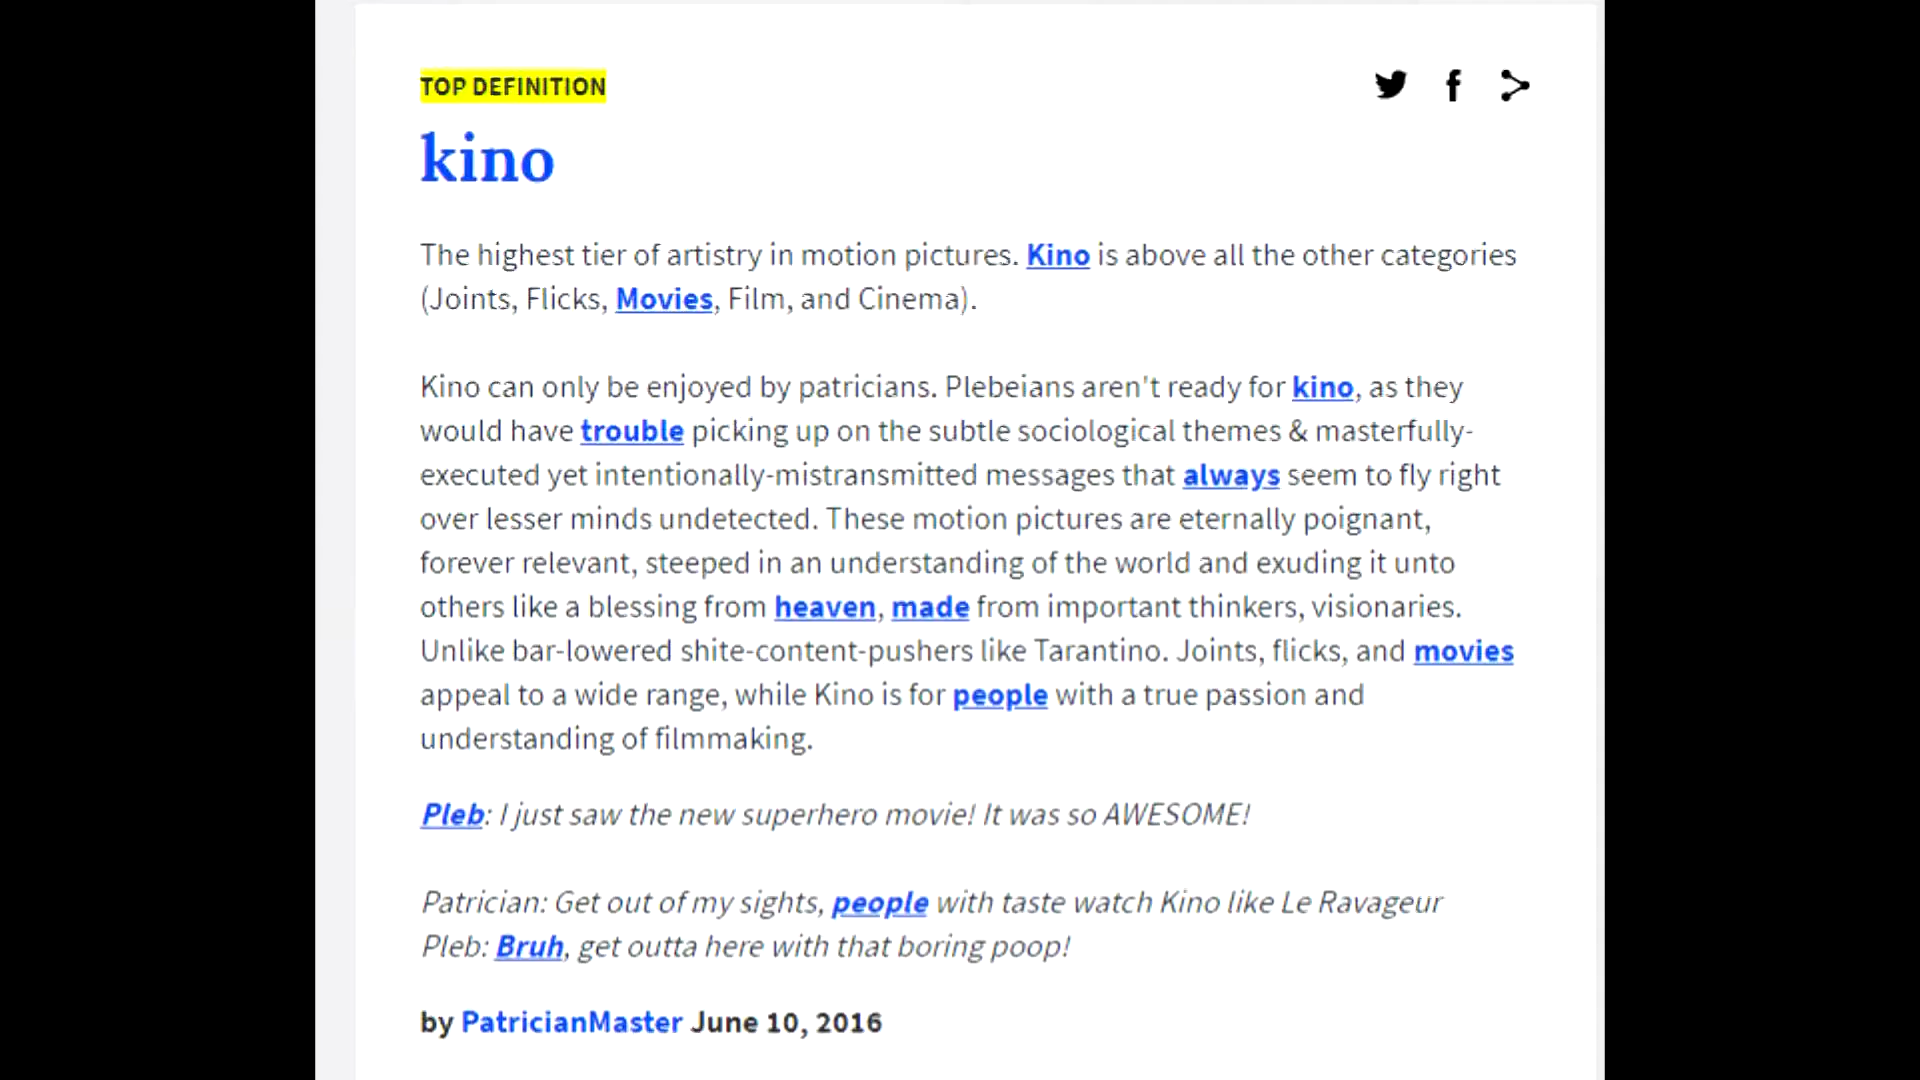 TOP DEFINITION
kino
The highest tier of artistry in motion pictures. Kino is above all the other categories
(Joints, Flicks, Movies, Film, and Cinema).
Kino can only be enjoyed by patricians. Plebeians aren't ready for kino, as they
would have trouble picking up on the subtle sociological themes & masterfully-
executed yet intentionally-mistransmitted messages that always seem to fly right
over lesser minds undetected. These motion pictures are eternally poignant,
forever relevant, steeped in an understanding of the world and exuding it unto
others like a blessing from heaven, made from important thinkers, visionaries.
Unlike bar-lowered shite-content-pushers like Tarantino. Joints, flicks, and movies
appeal to a wide range, while Kino is for people with a true passion and
understanding of filmmaking.
Pleb: I just saw the new superhero movie! It was so AWESOME!
Patrician: Get out of my sights, people with taste watch Kino like Le Ravageur
Pleb: Bruh, get outta here with that boring poop!
by PatricianMaster June 10, 2016